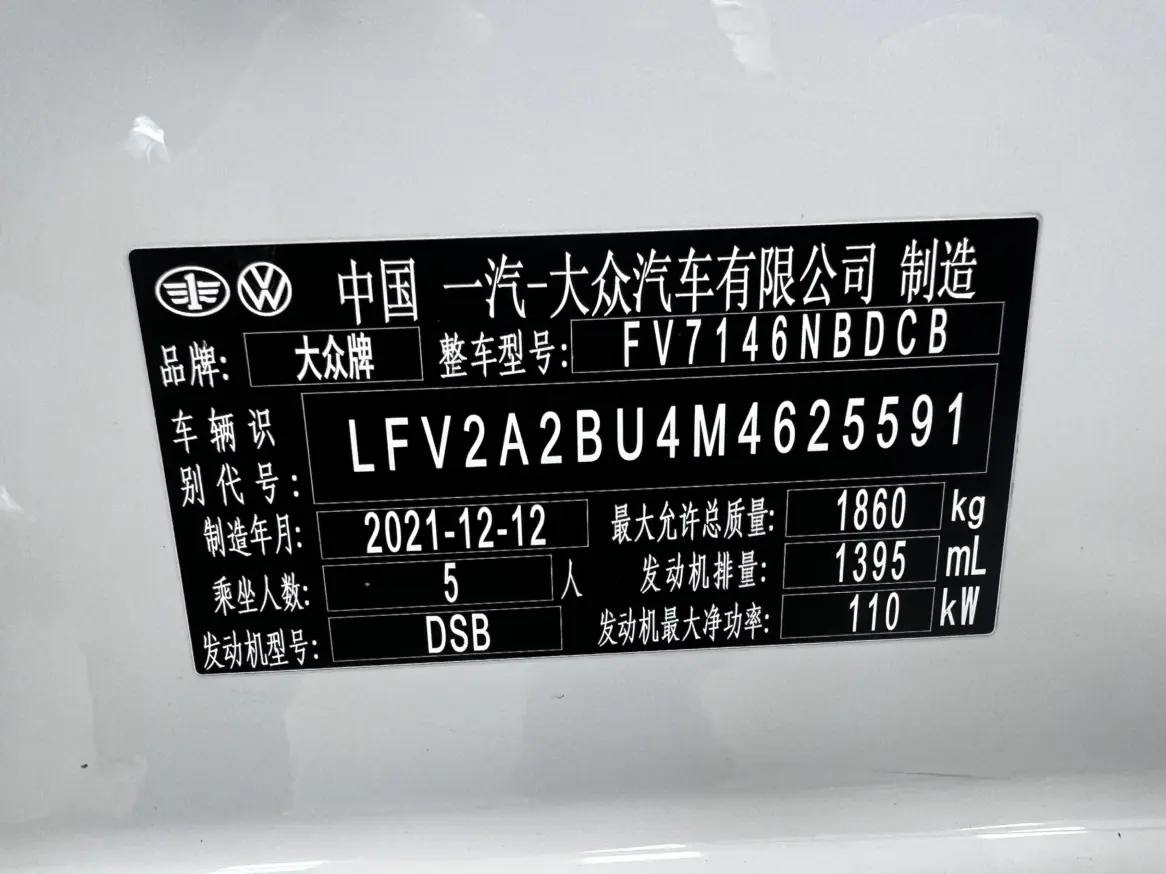 中国 一汽-大众汽车有限公司 制造
品牌: 大众牌 整车型号: FV7146NBDCB
车辆识别代号: LFV2A2BU4M4625591
制造年月: 2021-12-12 最大允许总质量: 1860 kg
乘坐人数: 5 人 发动机排量: 1395 mL
发动机型号: DSB 发动机最大净功率: 110 kW